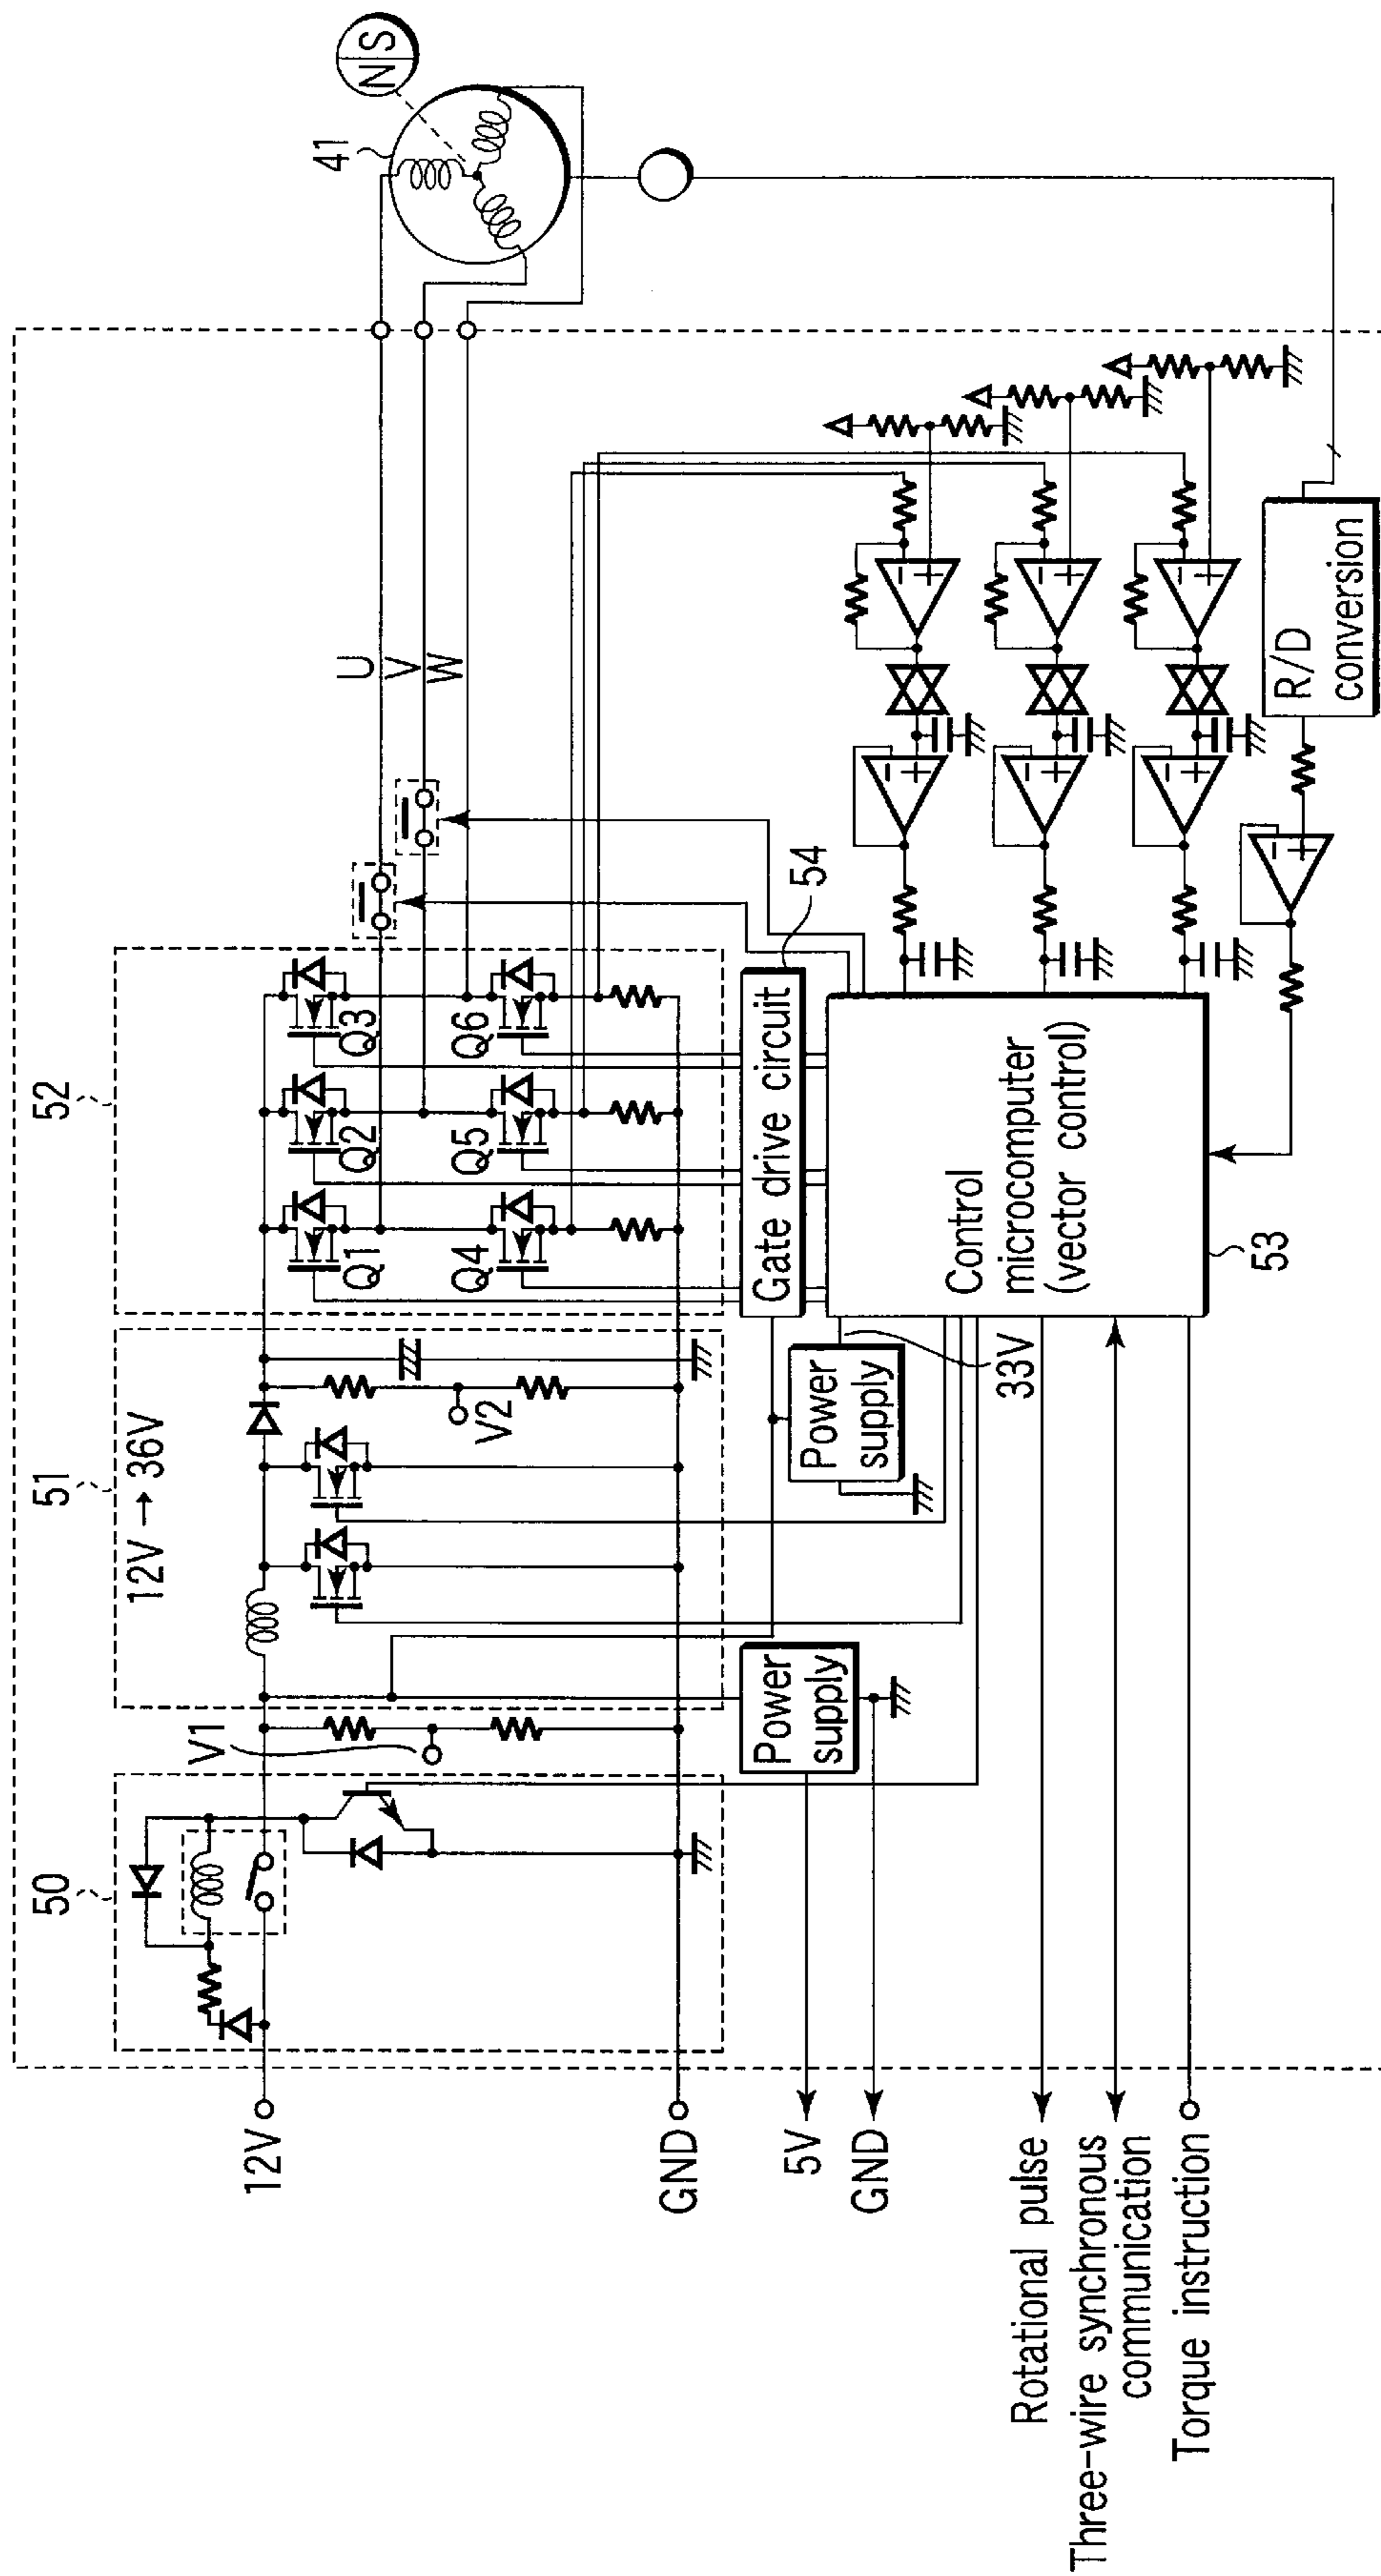 50
51
12V → 36V
52
41
N S
12V
V1
V2
Q1
Q2
Q3
Q4
Q5
Q6
U
V
W
GND
5V
GND
Power
supply
Power
supply
33V
Gate drive circuit
54
Control
microcomputer
(vector control)
53
R/D
conversion
− +
− +
− +
− +
− +
− +
− +
Rotational pulse
Three-wire synchronous
communication
Torque instruction